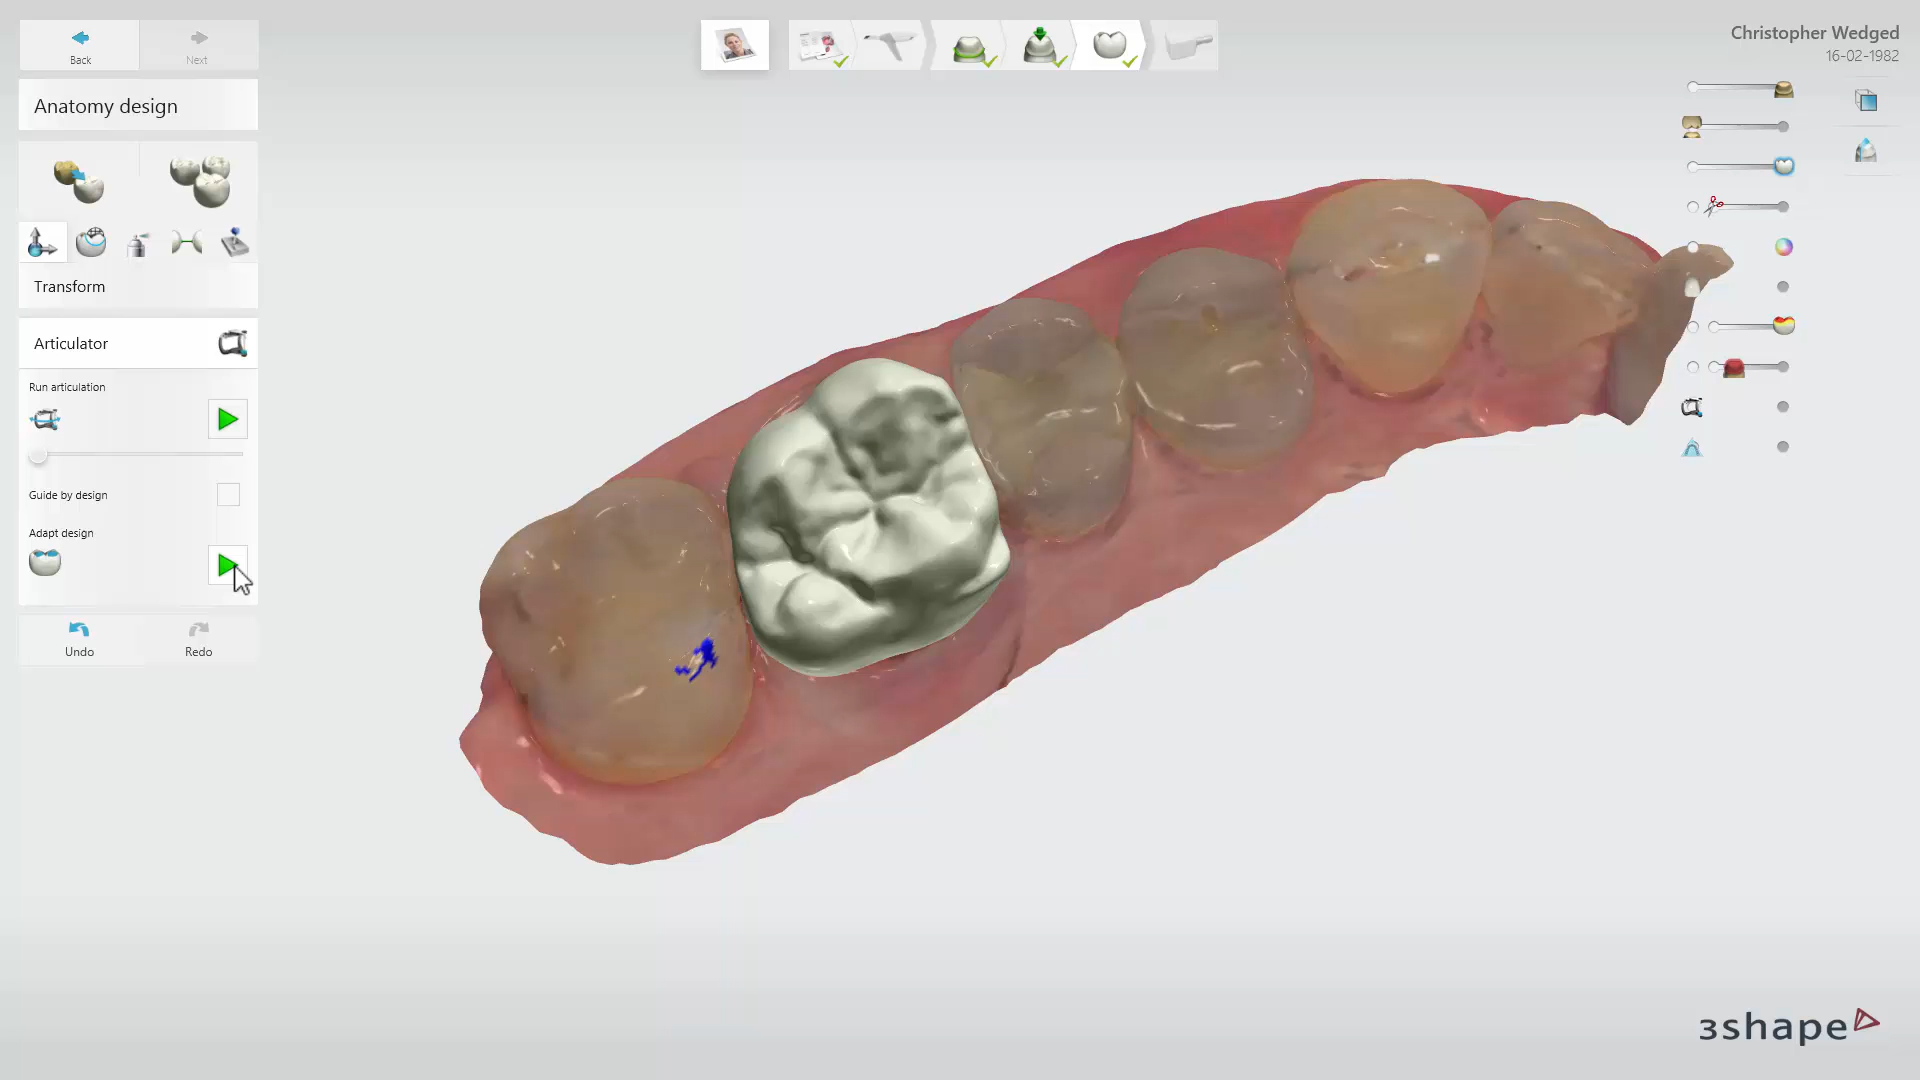 Back
Next
Christopher Wedged
16-02-1982
Anatomy design
Transform
Articulator
Run articulation
Guide by design
Adapt design
Undo
Redo
3shape